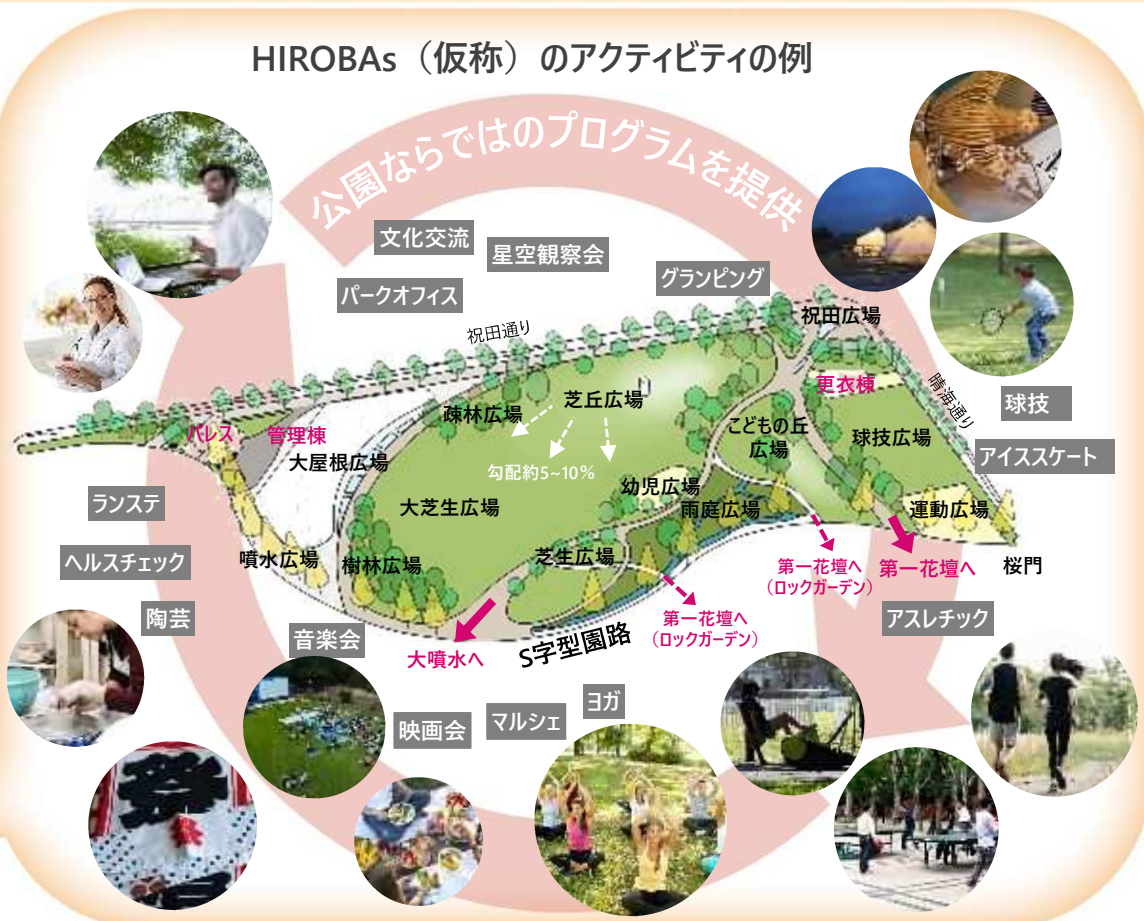 HIROBAs（仮称）のアクティビティの例
公園ならではのプログラムを提供
文化交流
星空観察会
グランピング
パークオフィス
祝田通り
祝田広場
更衣棟
晴海通り
球技
疎林広場
芝丘広場
こどもの丘
広場
球技広場
アイススケート
パレス
管理棟
大屋根広場
勾配約5~10%
幼児広場
ランステ
大芝生広場
雨庭広場
運動広場
ヘルスチェック
噴水広場
樹林広場
芝生広場
第一花壇へ
（ロックガーデン）
第一花壇へ
桜門
陶芸
音楽会
大噴水へ
S字型園路
第一花壇へ
（ロックガーデン）
アスレチック
映画会
マルシェ
ヨガ